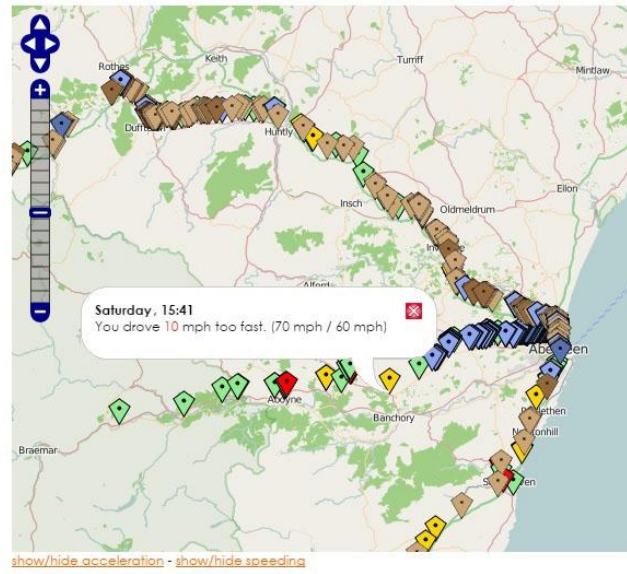 Rothes
Keith
Turriff
Mintlaw
Huntly
Ellon
Insch
Oldmeldrum
Alford
Saturday, 15:41
You drove 10 mph too fast. (70 mph / 60 mph)
Aboyne
Banchory
Braemar
show/hide acceleration - show/hide speeding